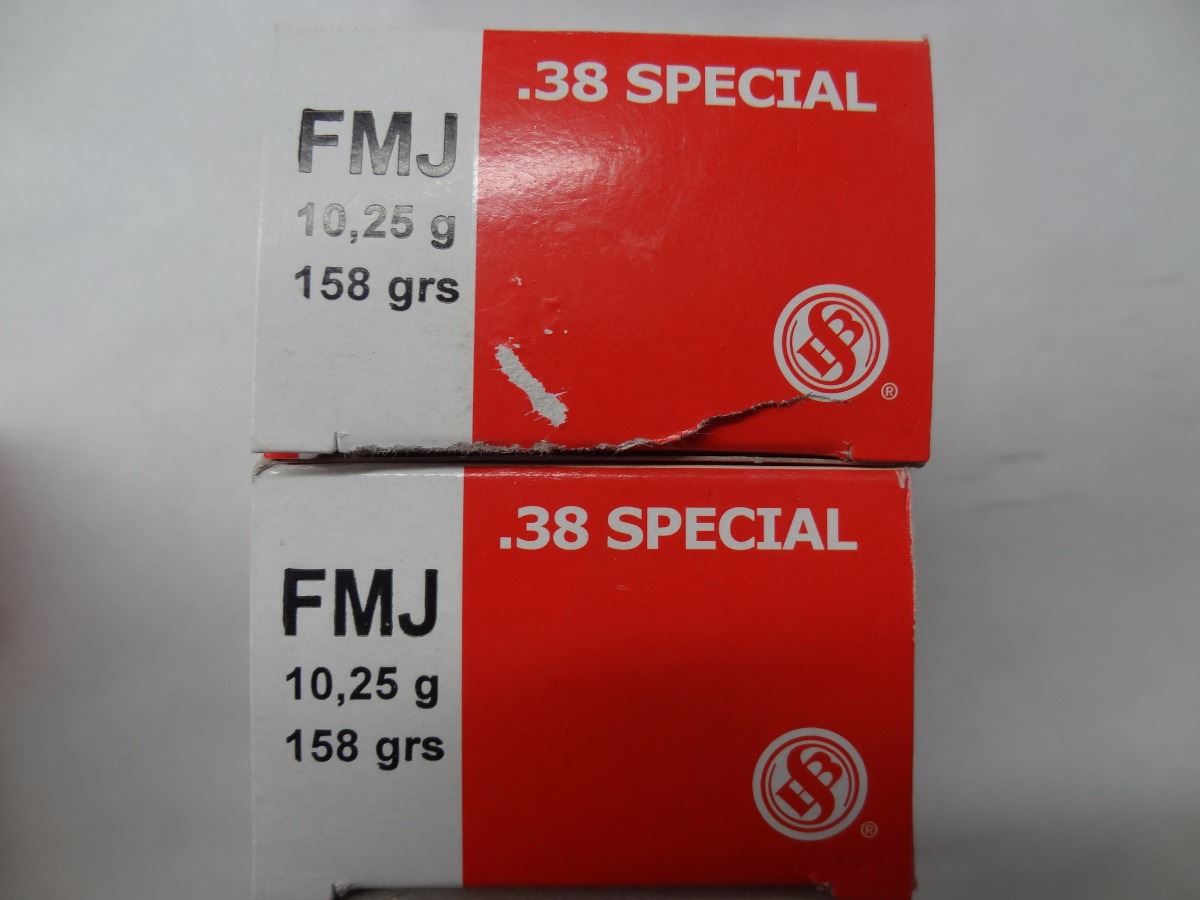 .38 SPECIAL
FMJ
10,25 g
158 grs
S&B
®
.38 SPECIAL
FMJ
10,25 g
158 grs
S&B
®